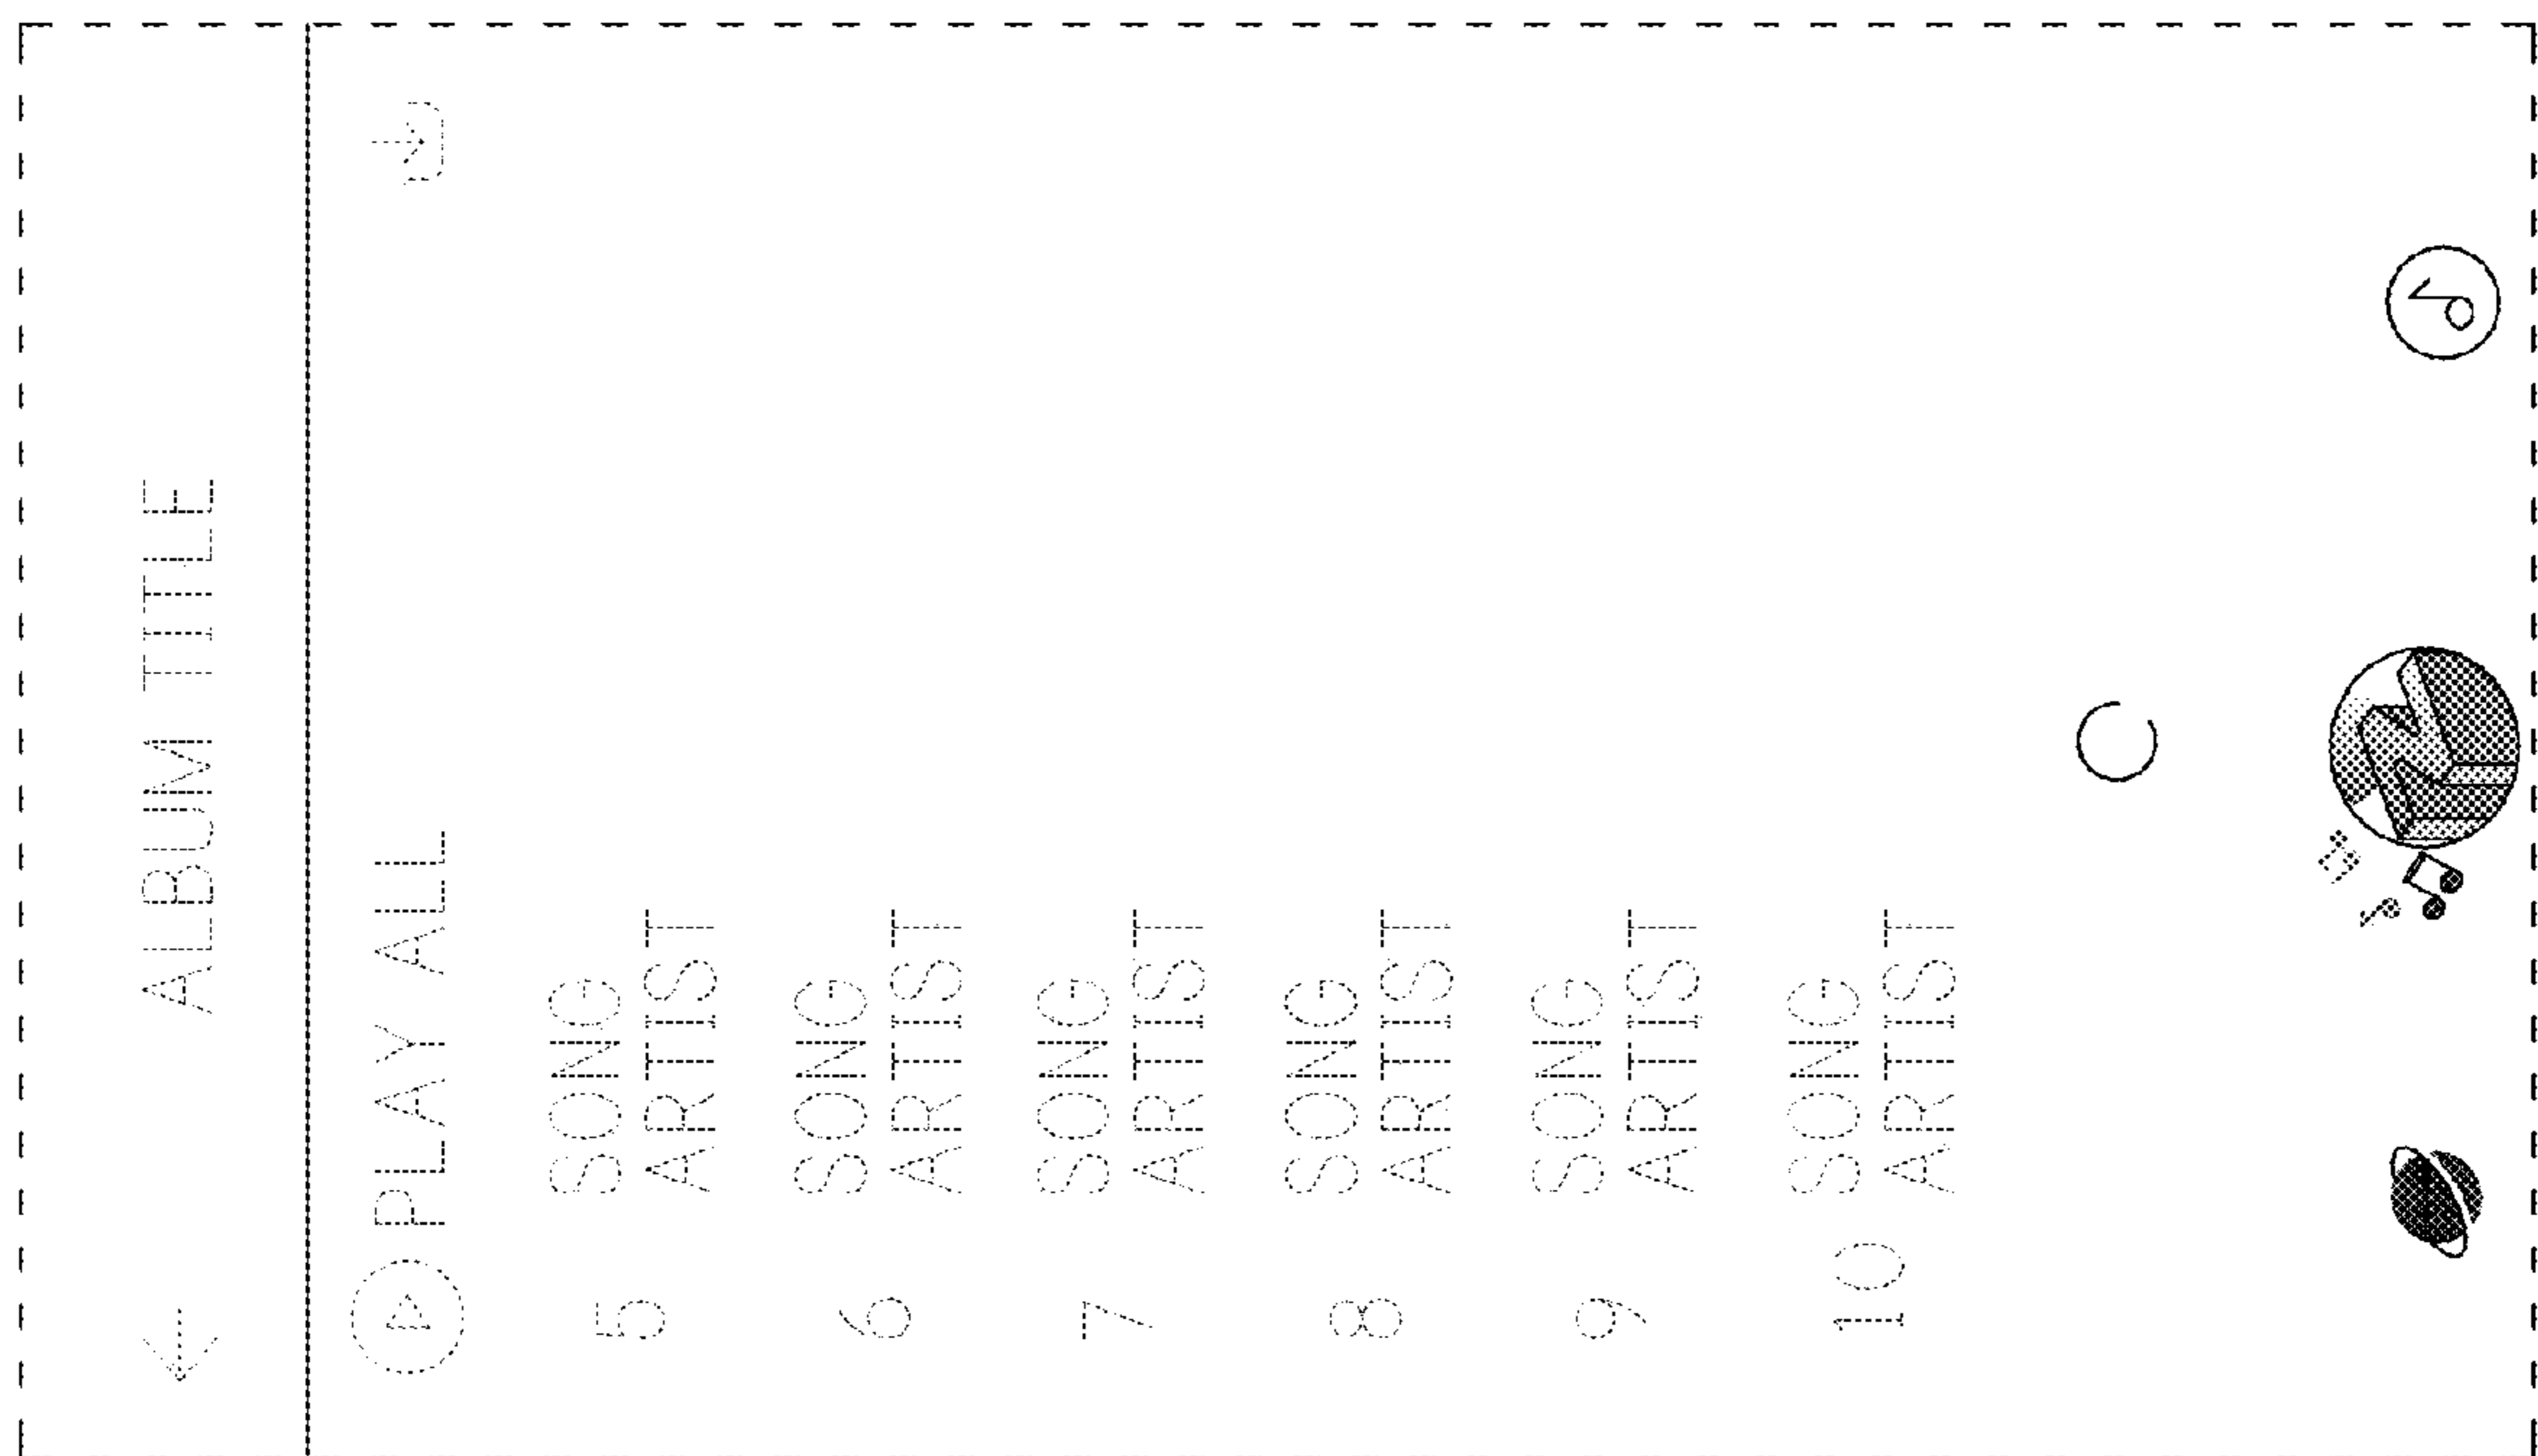 ALBUM TITLE
PLAY ALL
5 SONG
ARTIST
6 SONG
ARTIST
7 SONG
ARTIST
8 SONG
ARTIST
9 SONG
ARTIST
10 SONG
ARTIST